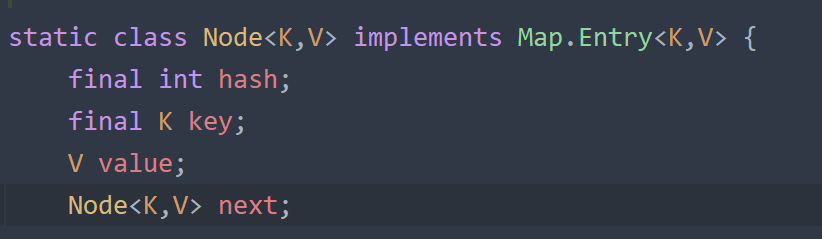 static class Node<K,V> implements Map.Entry<K,V> {
    final int hash;
    final K key;
    V value;
    Node<K,V> next;